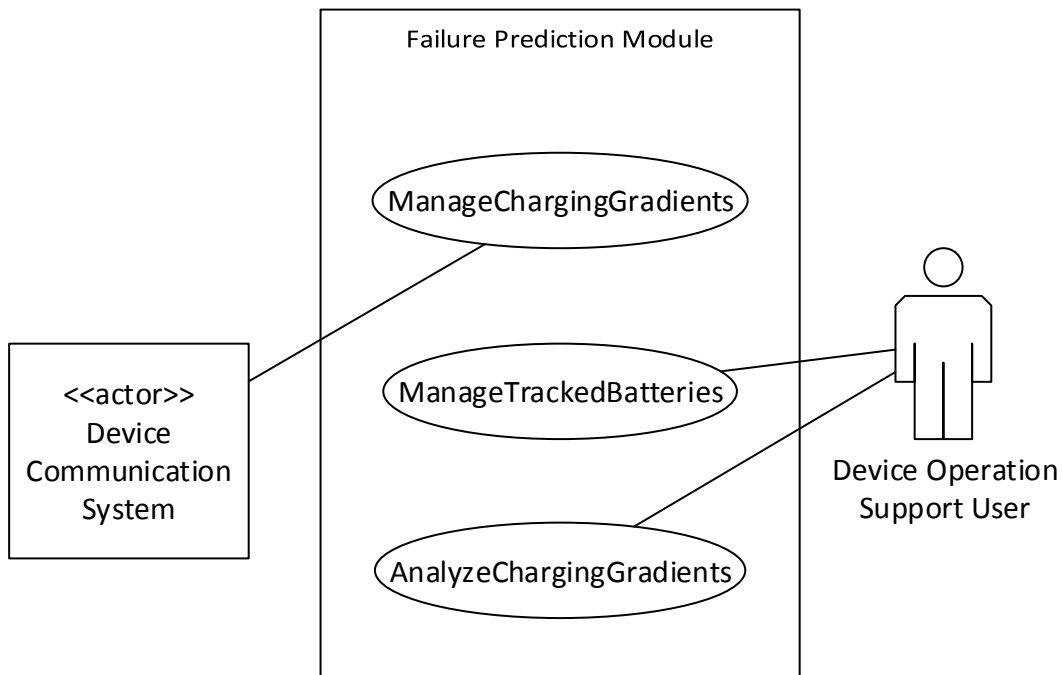 Failure Prediction Module
ManageChargingGradients
<<actor>>
Device
Communication
System
ManageTrackedBatteries
Device Operation
Support User
AnalyzeChargingGradients